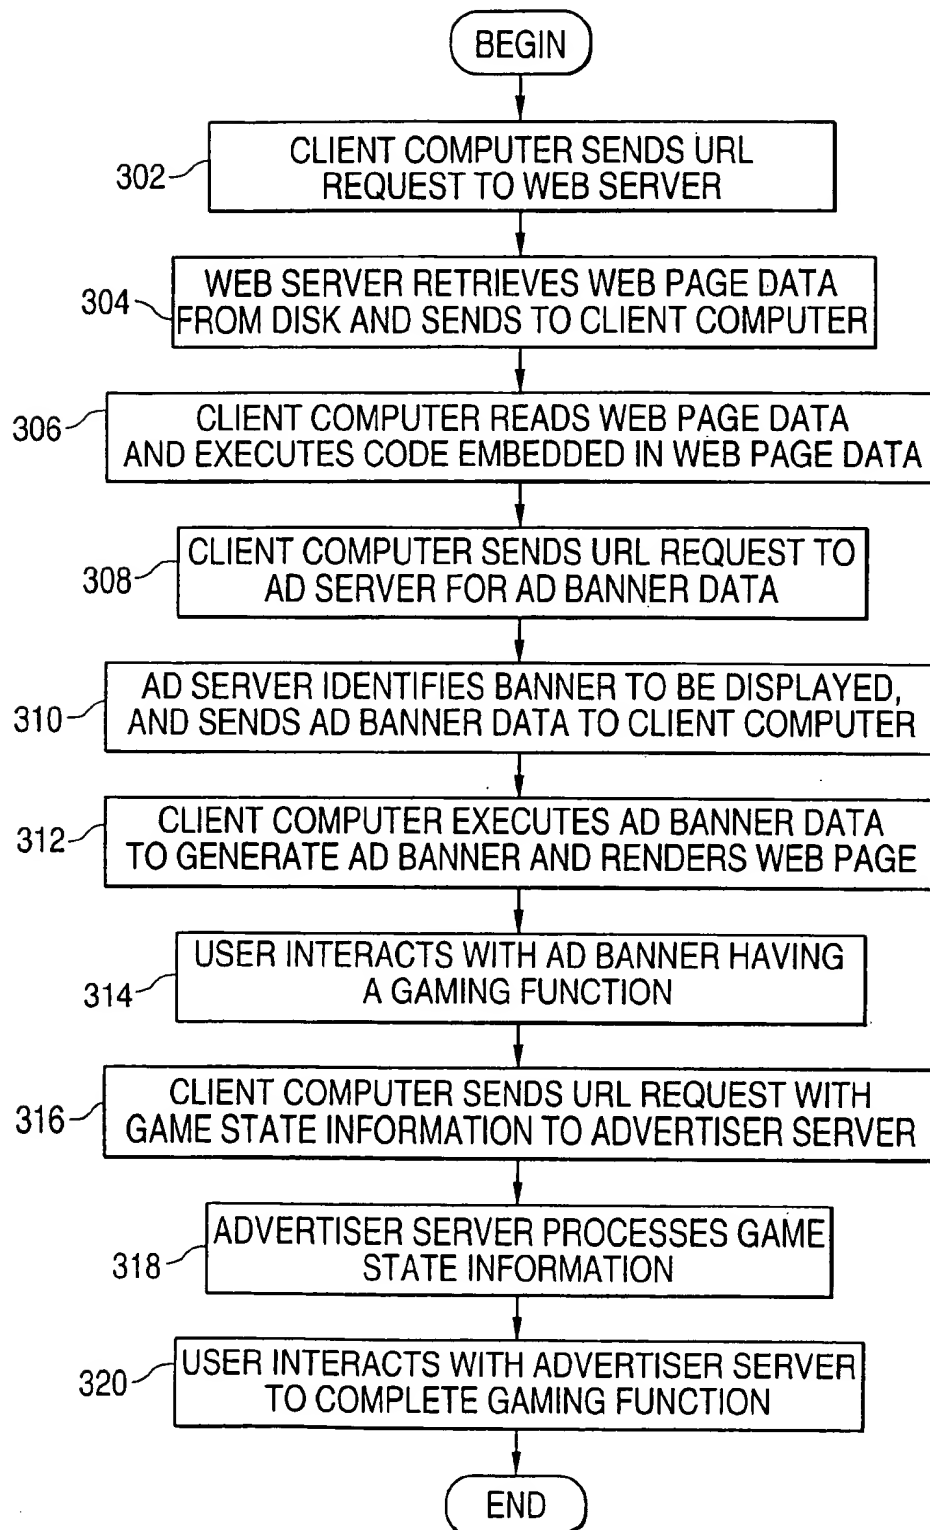 BEGIN
302
CLIENT COMPUTER SENDS URL
REQUEST TO WEB SERVER
304
WEB SERVER RETRIEVES WEB PAGE DATA
FROM DISK AND SENDS TO CLIENT COMPUTER
306
CLIENT COMPUTER READS WEB PAGE DATA
AND EXECUTES CODE EMBEDDED IN WEB PAGE DATA
308
CLIENT COMPUTER SENDS URL REQUEST TO
AD SERVER FOR AD BANNER DATA
310
AD SERVER IDENTIFIES BANNER TO BE DISPLAYED,
AND SENDS AD BANNER DATA TO CLIENT COMPUTER
312
CLIENT COMPUTER EXECUTES AD BANNER DATA
TO GENERATE AD BANNER AND RENDERS WEB PAGE
314
USER INTERACTS WITH AD BANNER HAVING
A GAMING FUNCTION
316
CLIENT COMPUTER SENDS URL REQUEST WITH
GAME STATE INFORMATION TO ADVERTISER SERVER
318
ADVERTISER SERVER PROCESSES GAME
STATE INFORMATION
320
USER INTERACTS WITH ADVERTISER SERVER
TO COMPLETE GAMING FUNCTION
END